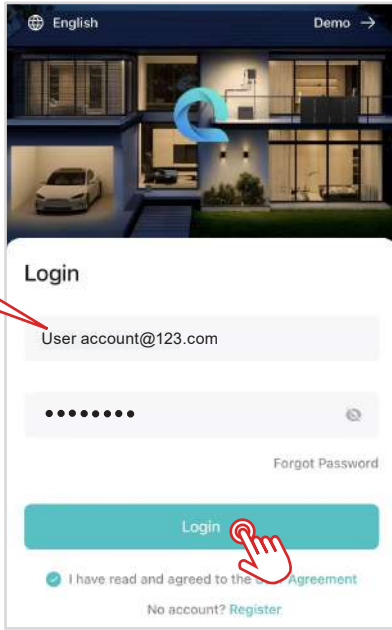 English
Demo →
Login
User account@123.com
••••••••
Forgot Password
Login
I have read and agreed to the Agreement
No account? Register